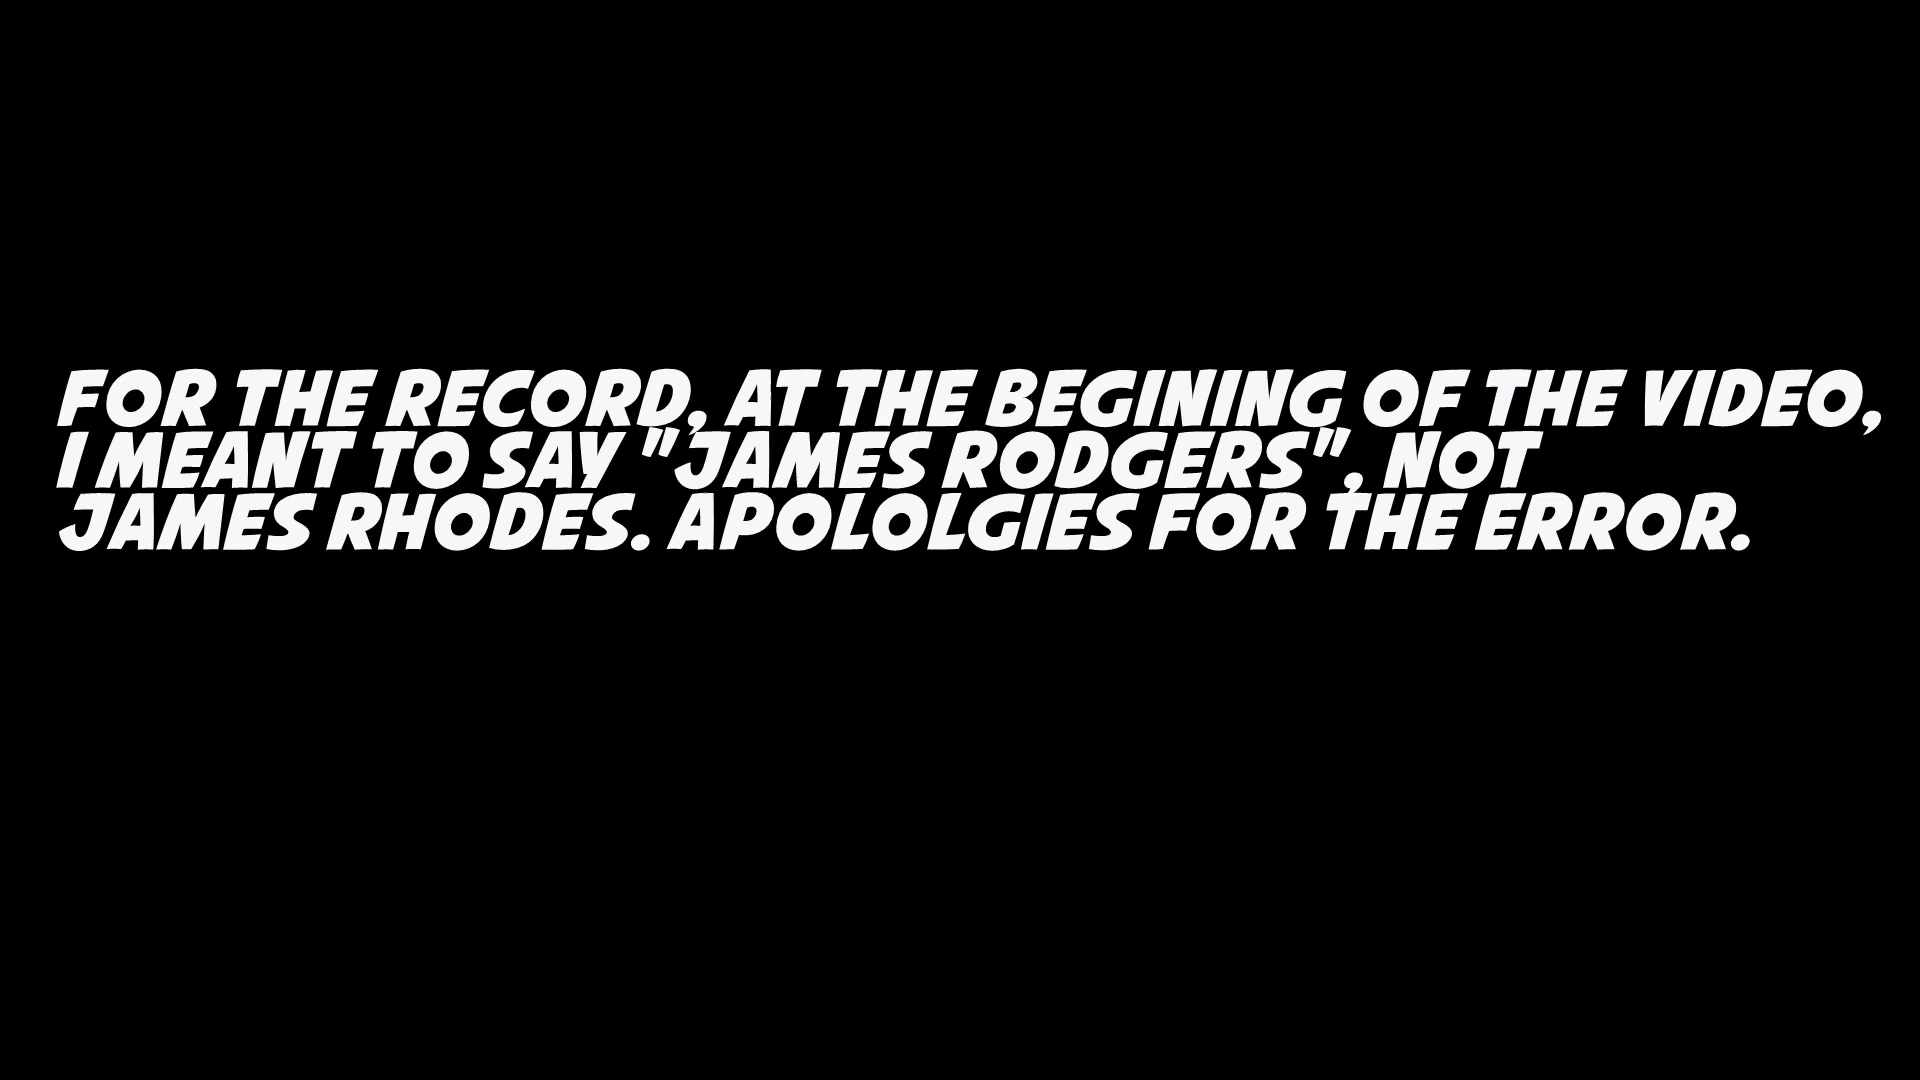 FOR THE RECORD, AT THE BEGINING OF THE VIDEO,
I MEANT TO SAY "JAMES RODGERS", NOT
JAMES RHODES. APOLOLGIES FOR THE ERROR.